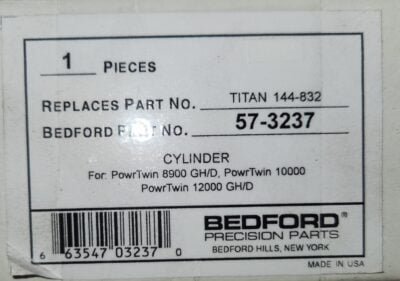 1 PIECES
REPLACES PART NO. TITAN 144-832
BEDFORD PART NO. 57-3237
CYLINDER
For: PowrTwin 8900 GH/D, PowrTwin 10000
PowrTwin 12000 GH/D
BEDFORD®
PRECISION PARTS
BEDFORD HILLS, NEW YORK
6 63547 03237 0
MADE IN USA